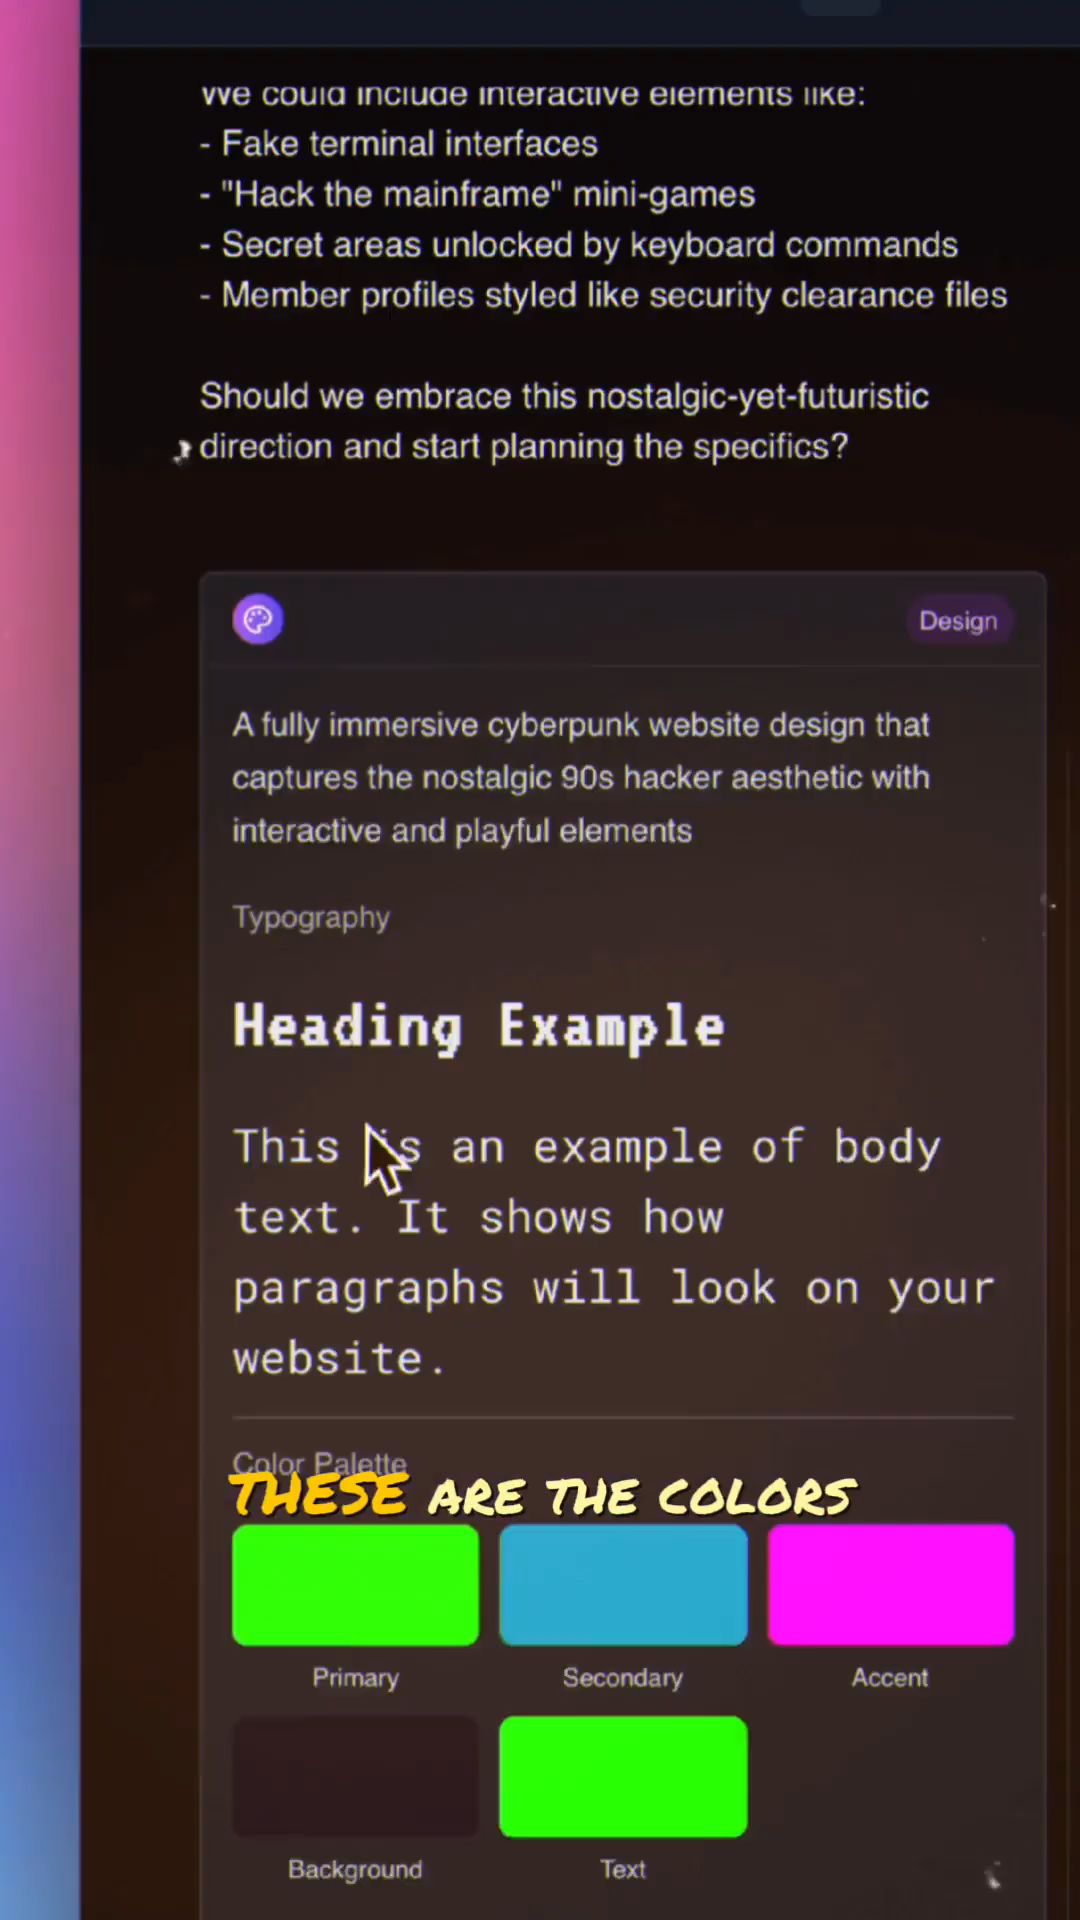 We could include interactive elements like:
- Fake terminal interfaces
- "Hack the mainframe" mini-games
- Secret areas unlocked by keyboard commands
- Member profiles styled like security clearance files
Should we embrace this nostalgic-yet-futuristic
direction and start planning the specifics?
Design
A fully immersive cyberpunk website design that
captures the nostalgic 90s hacker aesthetic with
interactive and playful elements
Typography
Heading Example
This is an example of body
text. It shows how
paragraphs will look on your
website.
Color Palette
THESE ARE THE COLORS
Primary
Secondary
Accent
Background
Text